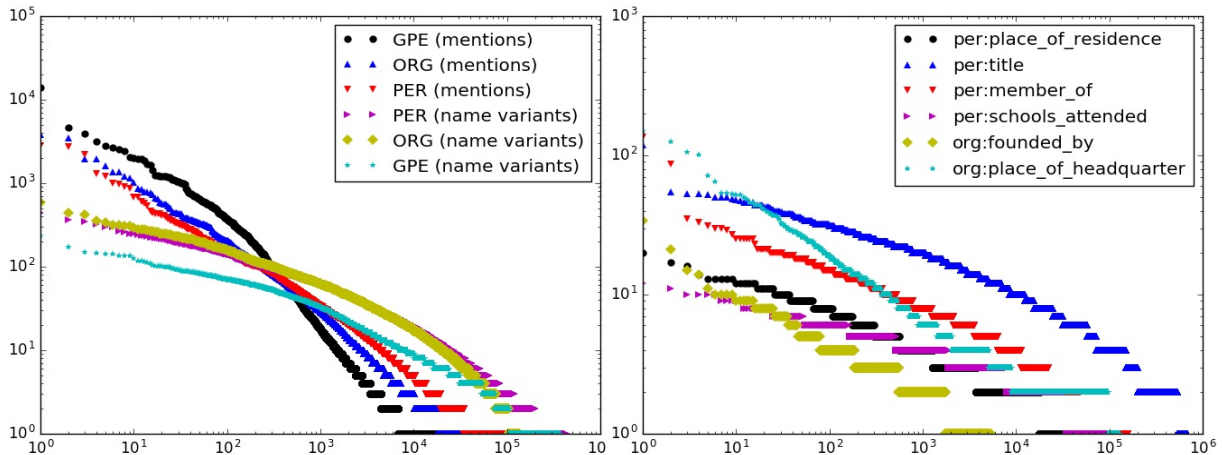 10^5
10^4
10^3
10^2
10^1
10^0
10^0 10^1 10^2 10^3 10^4 10^5 10
GPE (mentions)
ORG (mentions)
PER (mentions)
PER (name variants)
ORG (name variants)
GPE (name variants)
10^3
10^2
10^1
10^0
10^0 10^1 10^2 10^3 10^4 10^5 10^6
per:place_of_residence
per:title
per:member_of
per:schools_attended
org:founded_by
org:place_of_headquarter